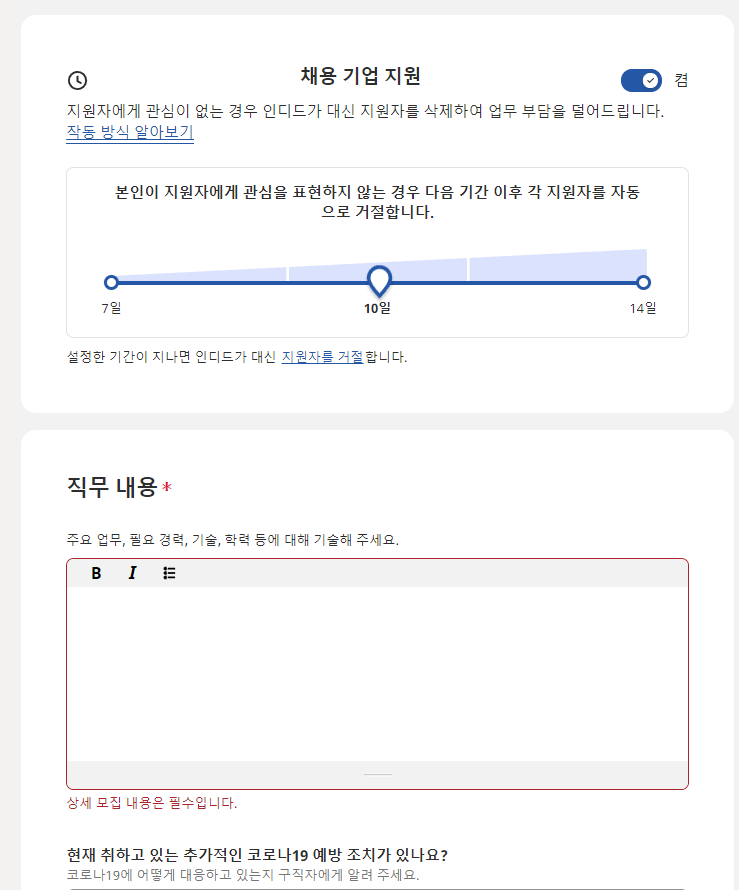 채용 기업 지원
켬
지원자에게 관심이 없는 경우 인디드가 대신 지원자를 삭제하여 업무 부담을 덜어드립니다.
작동 방식 알아보기
본인이 지원자에게 관심을 표현하지 않는 경우 다음 기간 이후 각 지원자를 자동
으로 거절합니다.
7일
10일
14일
설정한 기간이 지나면 인디드가 대신 지원자를 거절합니다.
직무 내용*
주요 업무, 필요 경력, 기술, 학력 등에 대해 기술해 주세요.
B I
상세 모집 내용은 필수입니다.
현재 취하고 있는 추가적인 코로나19 예방 조치가 있나요?
코로나19에 어떻게 대응하고 있는지 구직자에게 알려 주세요.